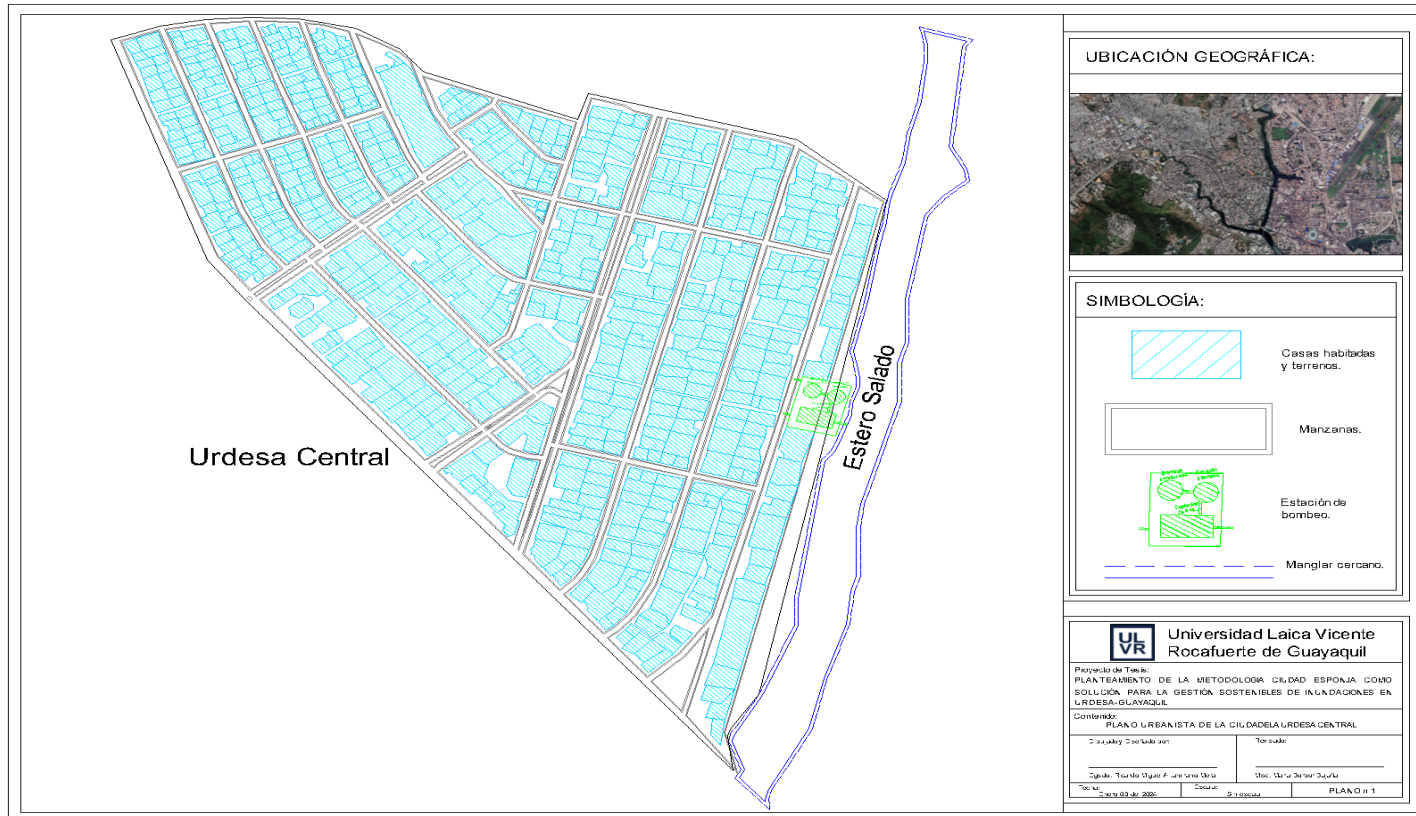 Urdesa Central
Estero Salado
UBICACIÓN GEOGRÁFICA:
SIMBOLOGÍA:
Casas habitadas
y terrenos.
Manzanas.
Estación de
bombeo.
Manglar cercano.
UL
VR
Universidad Laica Vicente
Rocafuerte de Guayaquil
Proyecto de Tesis:
PLANTEAMIENTO DE LA METODOLOGIA CIUDAD ESPONJA COMO
SOLUCIÓN PARA LA GESTIÓN SOSTENIBLES DE INUNDACIONES EN
URDESA-GUAYAQUIL
Contenido:
PLANO URBANISTA DE LA CIUDADELA URDESA CENTRAL
Revisado:
Fecha:
Escala:
PLANO n 1